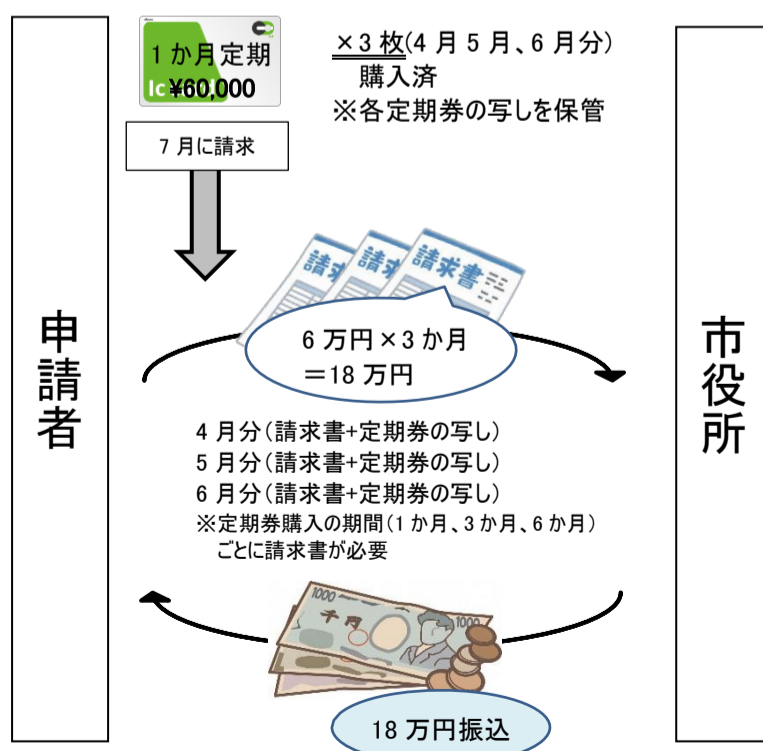 1か月定期
¥60,000
Ic
×3枚(4月5月、6月分)
購入済
※各定期券の写しを保管
7月に請求
申請者
市役所
請求書
請求書
請求書
6万円×3か月
=18万円
4月分(請求書+定期券の写し)
5月分(請求書+定期券の写し)
6月分(請求書+定期券の写し)
※定期券購入の期間(1か月、3か月、6か月)
ごとに請求書が必要
1000
千円
1000
18万円振込